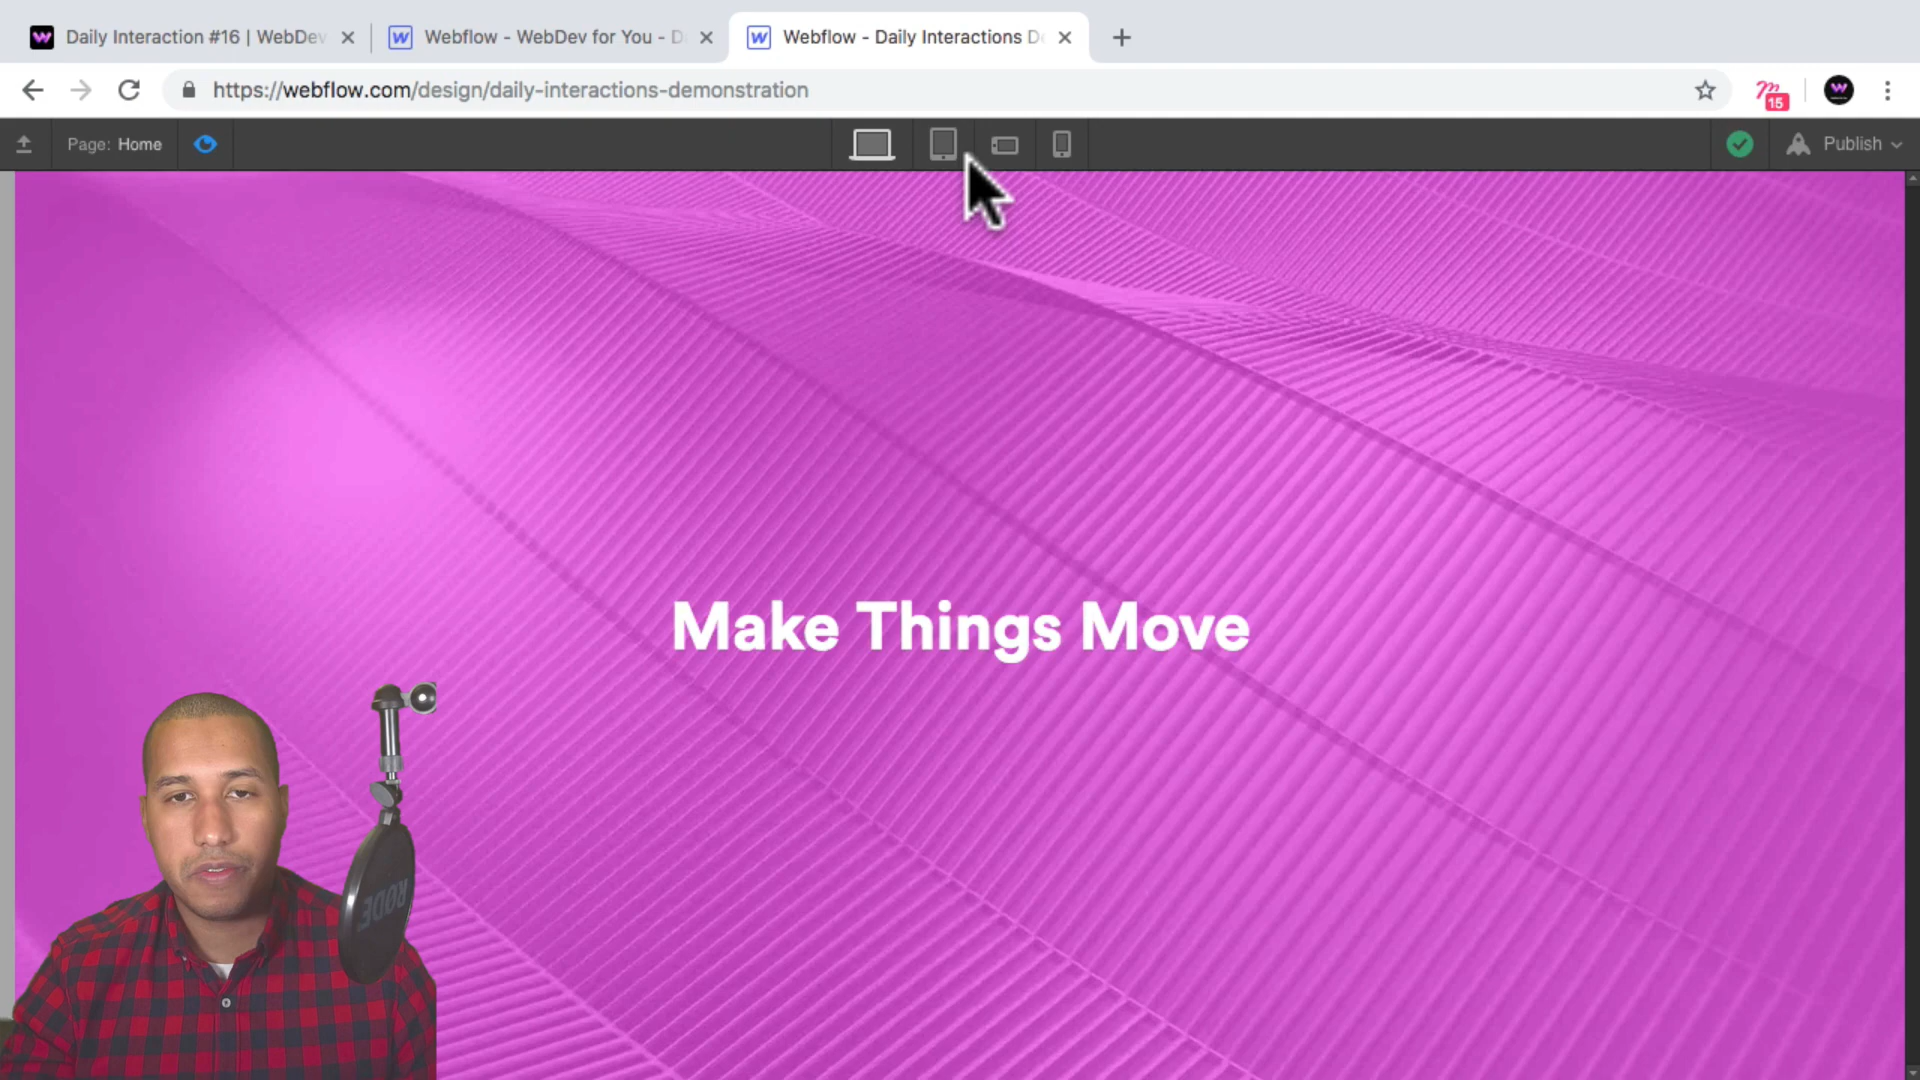 Daily Interaction #16 | WebDev
Webflow - WebDev for You - D
Webflow - Daily Interactions D
https://webflow.com/design/daily-interactions-demonstration
15
Page: Home
Publish
Make Things Move
RODE